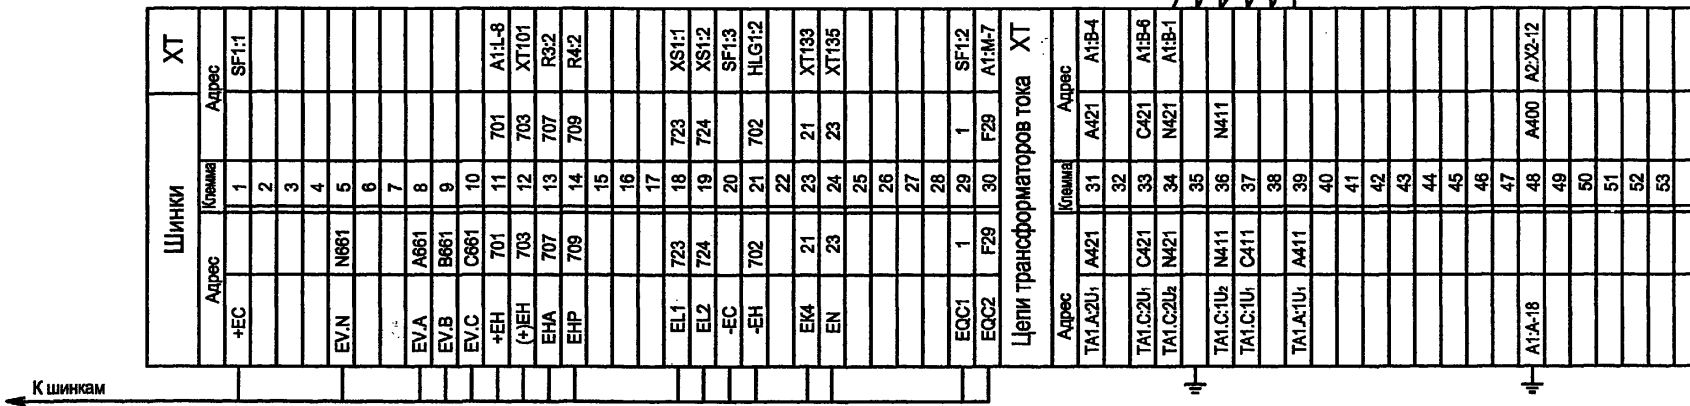 Шинки ХТ
Адрес Клемма Адрес
+EC 1 SF1:1
2
3
4
EV.N N661 5
6
7
EV.A A661 8
EV.B B661 9
EV.C C661 10
+EH 701 11 701 A1:L-8
(+)EH 703 12 703 XT101
EHA 707 13 707 R3:2
EHP 709 14 709 R4:2
15
16
17
EL1 723 18 723 XS1:1
EL2 724 19 724 XS1:2
-EC 20 SF1:3
-EH 702 21 702 HLG1:2
22
EK4 21 23 21 XT133
EN 23 24 23 XT135
25
26
27
28
EQC1 1 29 1 SF1:2
EQC2 F29 30 F29 A1:M-7
Цепи трансформаторов тока ХТ
Адрес Клемма Адрес
TA1.A:2U1 A421 31 A421 A1:B-4
32
TA1.C:2U1 C421 33 C421 A1:B-6
TA1.C:2U2 N421 34 N421 A1:B-1
35
TA1.C:1U2 N411 36 N411
TA1.C:1U1 C411 37
38
TA1.A:1U1 A411 39
40
41
42
43
44
45
46
47
A1:A-18 48 A400 A2:X2-12
49
50
51
52
53
К шинкам